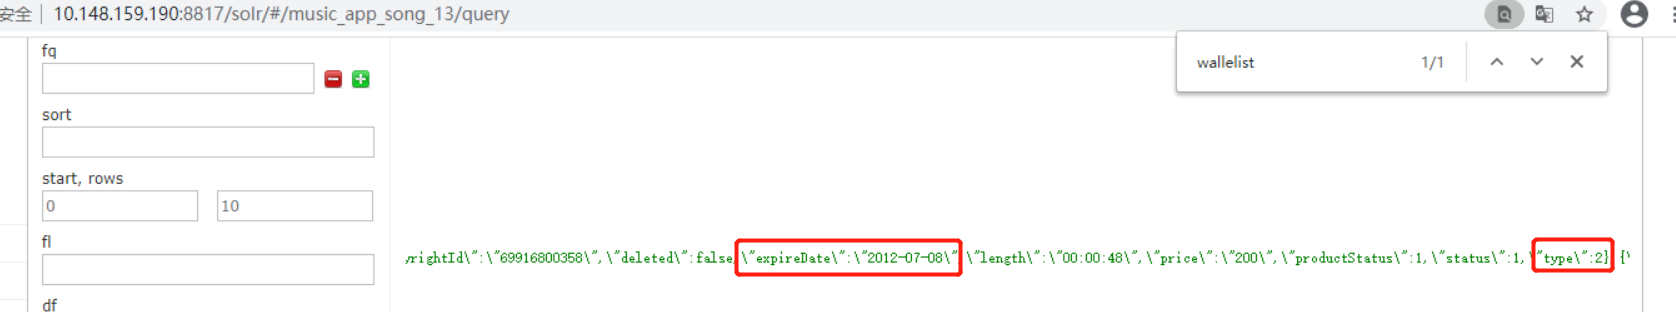 安全 | 10.148.159.190:8817/solr/#/music_app_song_13/query
wallelist 1/1
fq
sort
start, rows
0 10
fl
yrightId\":\"69916800358\",\"deleted\":false,\"expireDate\":\"2012-07-08\",\"length\":\"00:00:48\",\"price\":\"200\",\"productStatus\":1,\"status\":1,\"type\":2},{\"
df